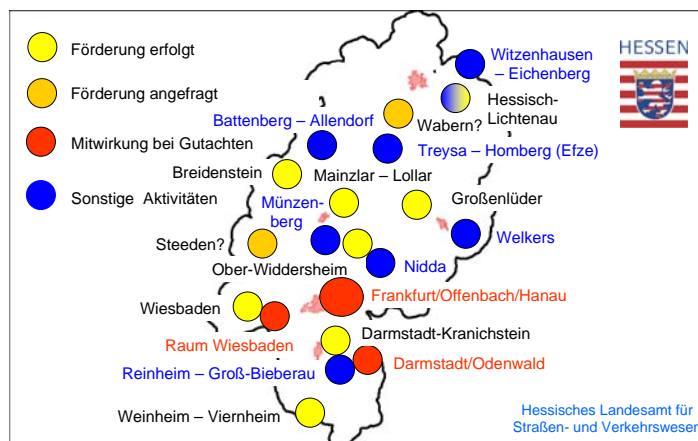 Förderung erfolgt
Förderung angefragt
Mitwirkung bei Gutachten
Sonstige Aktivitäten
HESSEN
Witzenhausen
– Eichenberg
Hessisch-
Lichtenau
Battenberg – Allendorf
Wabern?
Treysa – Homberg (Efze)
Breidenstein
Mainzlar – Lollar
Großenlüder
Münzen-
berg
Steeden?
Welkers
Ober-Widdersheim
Nidda
Frankfurt/Offenbach/Hanau
Wiesbaden
Darmstadt-Kranichstein
Raum Wiesbaden
Darmstadt/Odenwald
Reinheim – Groß-Bieberau
Weinheim – Viernheim
Hessisches Landesamt für
Straßen- und Verkehrswesen